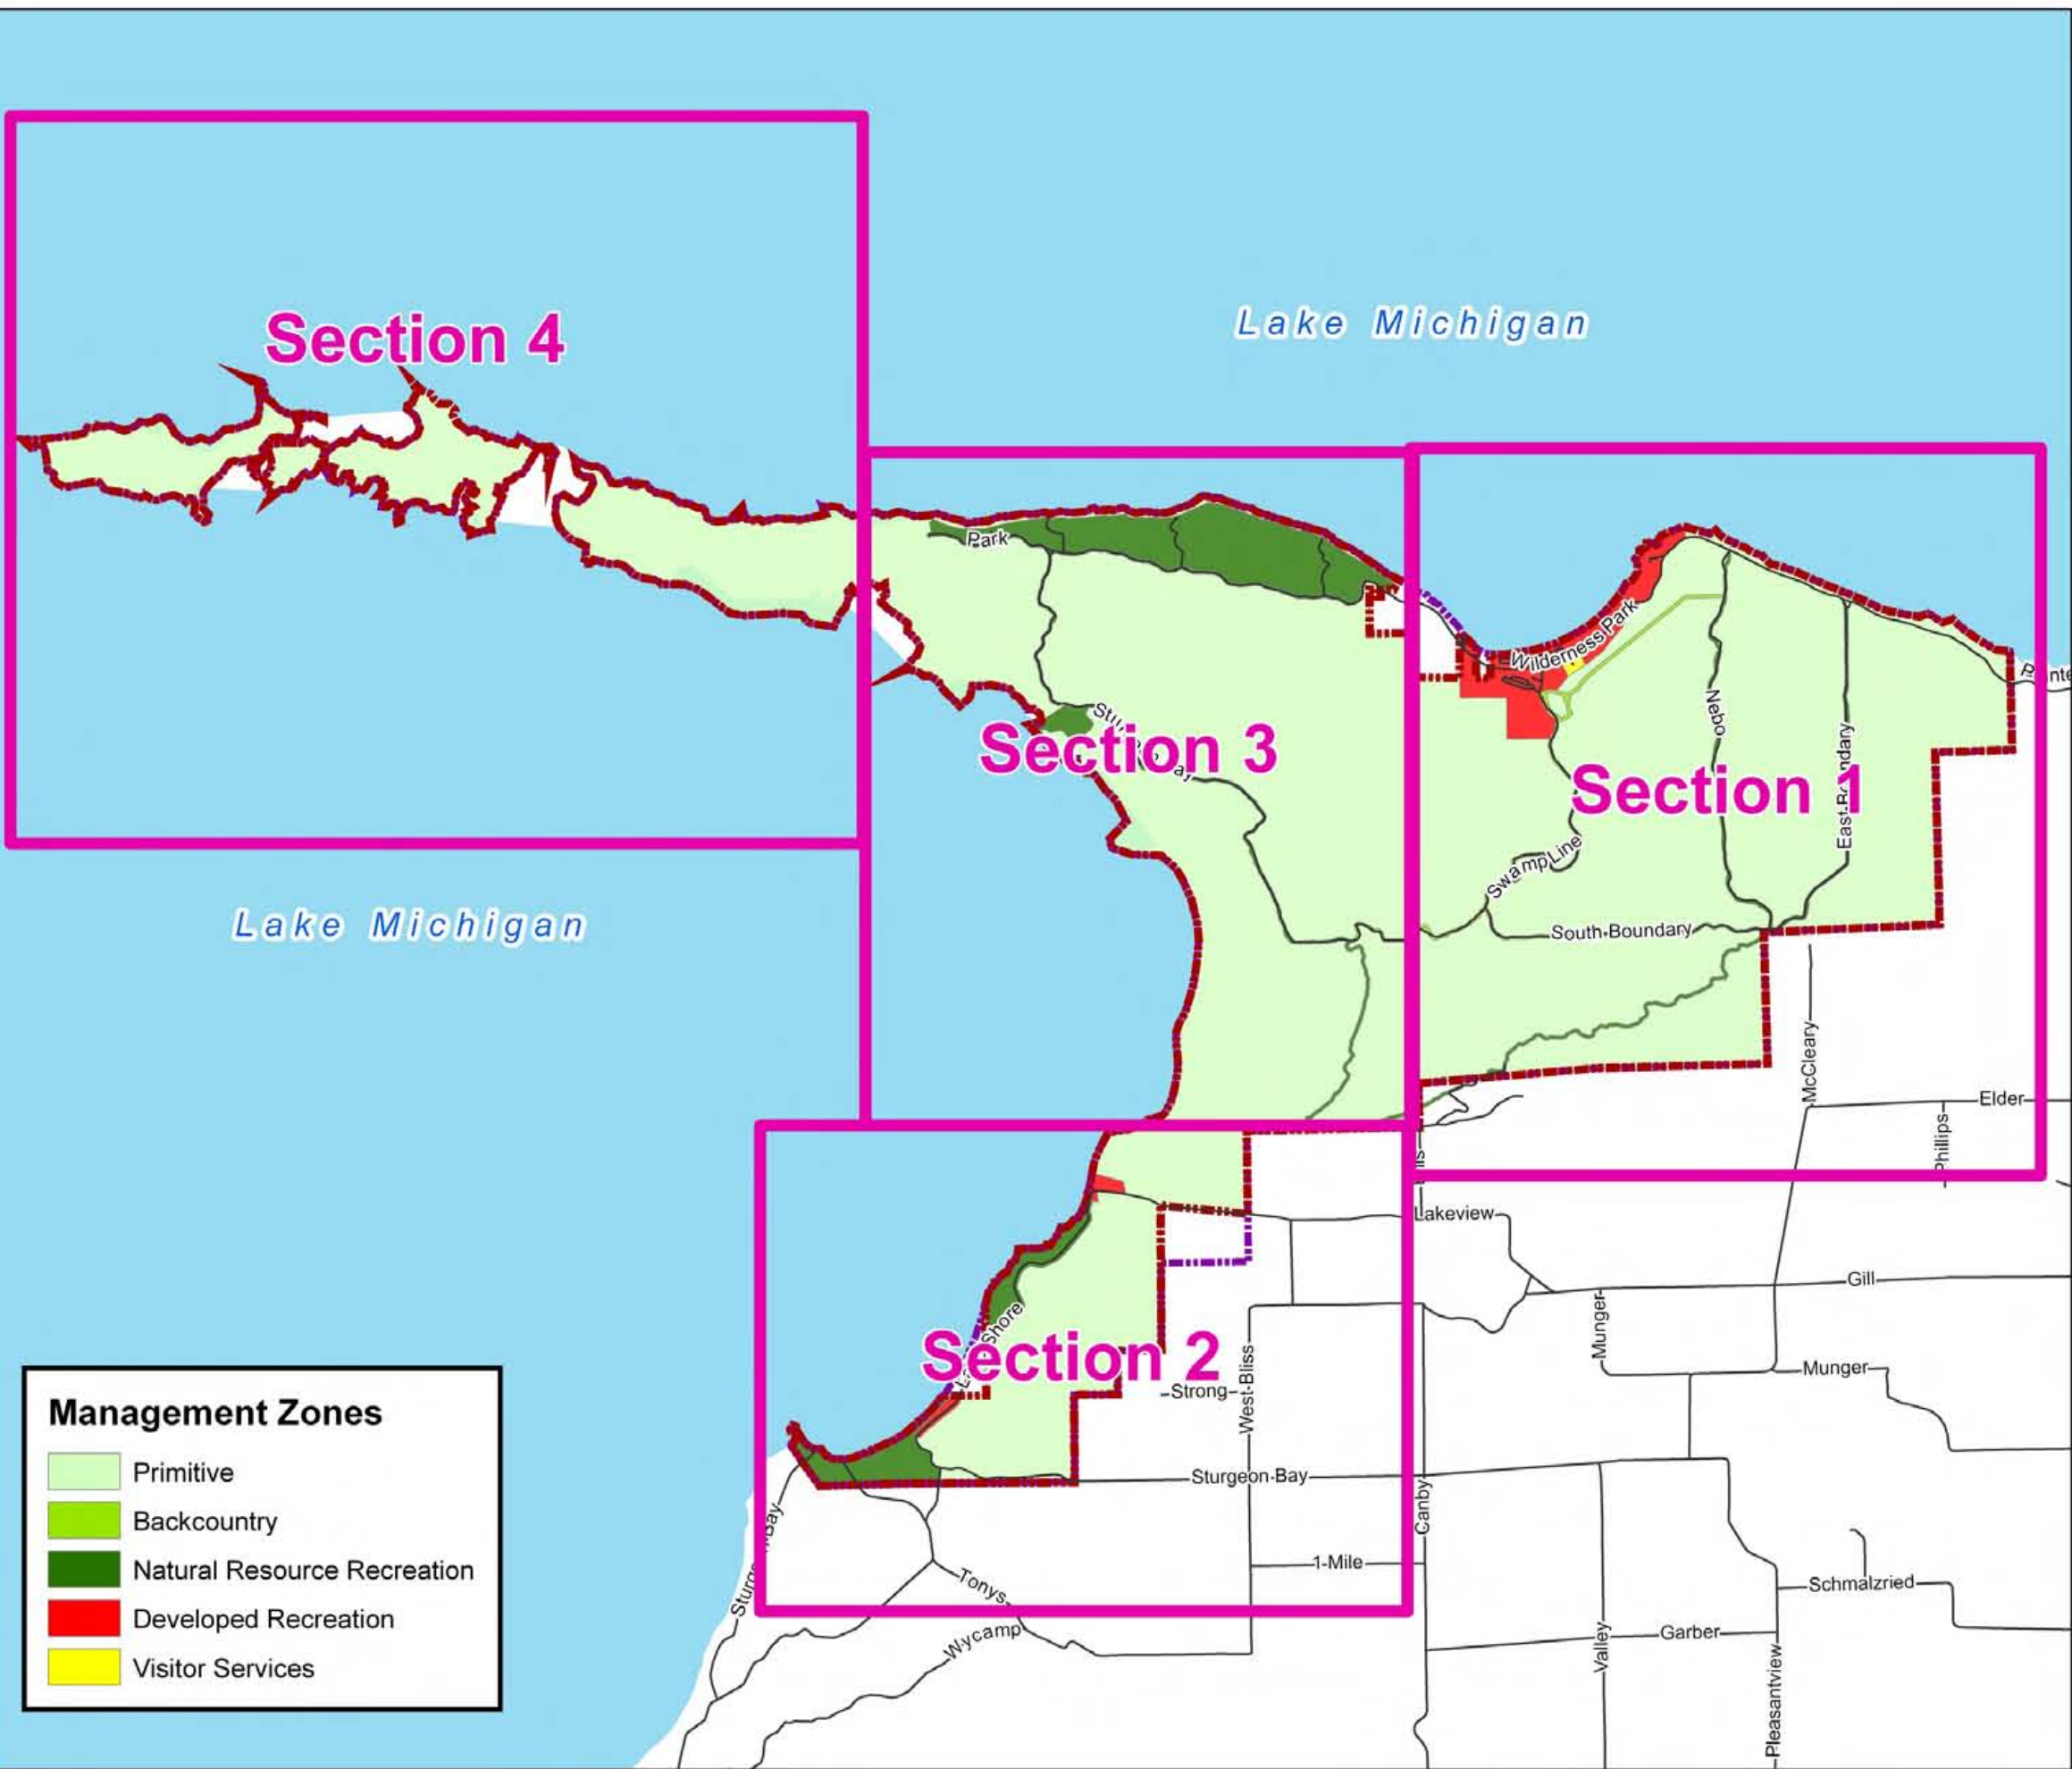 Section 4
Lake Michigan
Park
Wilderness Park
Section 3
Nebo
Section 1
Swamp Line
South-Boundary
Lake Michigan
McCleary
Elder
Phillips
Lakeview
Gill
Shore
Section 2
Munger
Munger
Strong
West-Bliss
Sturgeon-Bay
Canby
1-Mile
Schmalzried
Tonys
Wycamp
Garber
Valley
Pleasantview
Management Zones
Primitive
Backcountry
Natural Resource Recreation
Developed Recreation
Visitor Services